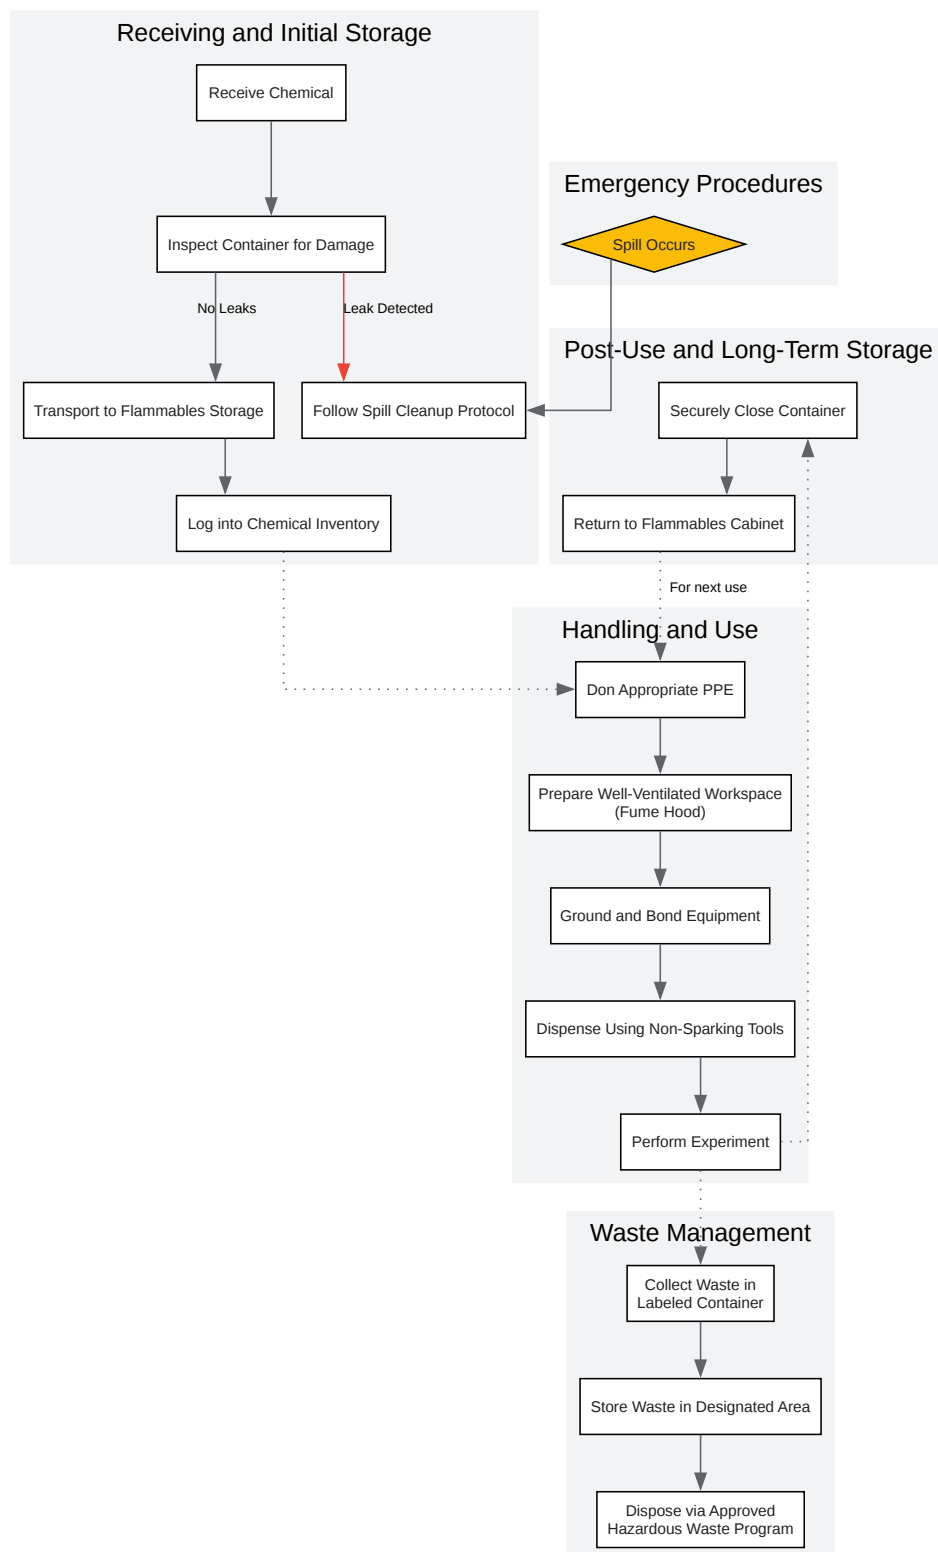 Receiving and Initial Storage
Receive Chemical
Inspect Container for Damage
No Leaks
Leak Detected
Transport to Flammables Storage
Follow Spill Cleanup Protocol
Log into Chemical Inventory
Emergency Procedures
Spill Occurs
Post-Use and Long-Term Storage
Securely Close Container
Return to Flammables Cabinet
For next use
Handling and Use
Don Appropriate PPE
Prepare Well-Ventilated Workspace
(Fume Hood)
Ground and Bond Equipment
Dispense Using Non-Sparking Tools
Perform Experiment
Waste Management
Collect Waste in
Labeled Container
Store Waste in Designated Area
Dispose via Approved
Hazardous Waste Program